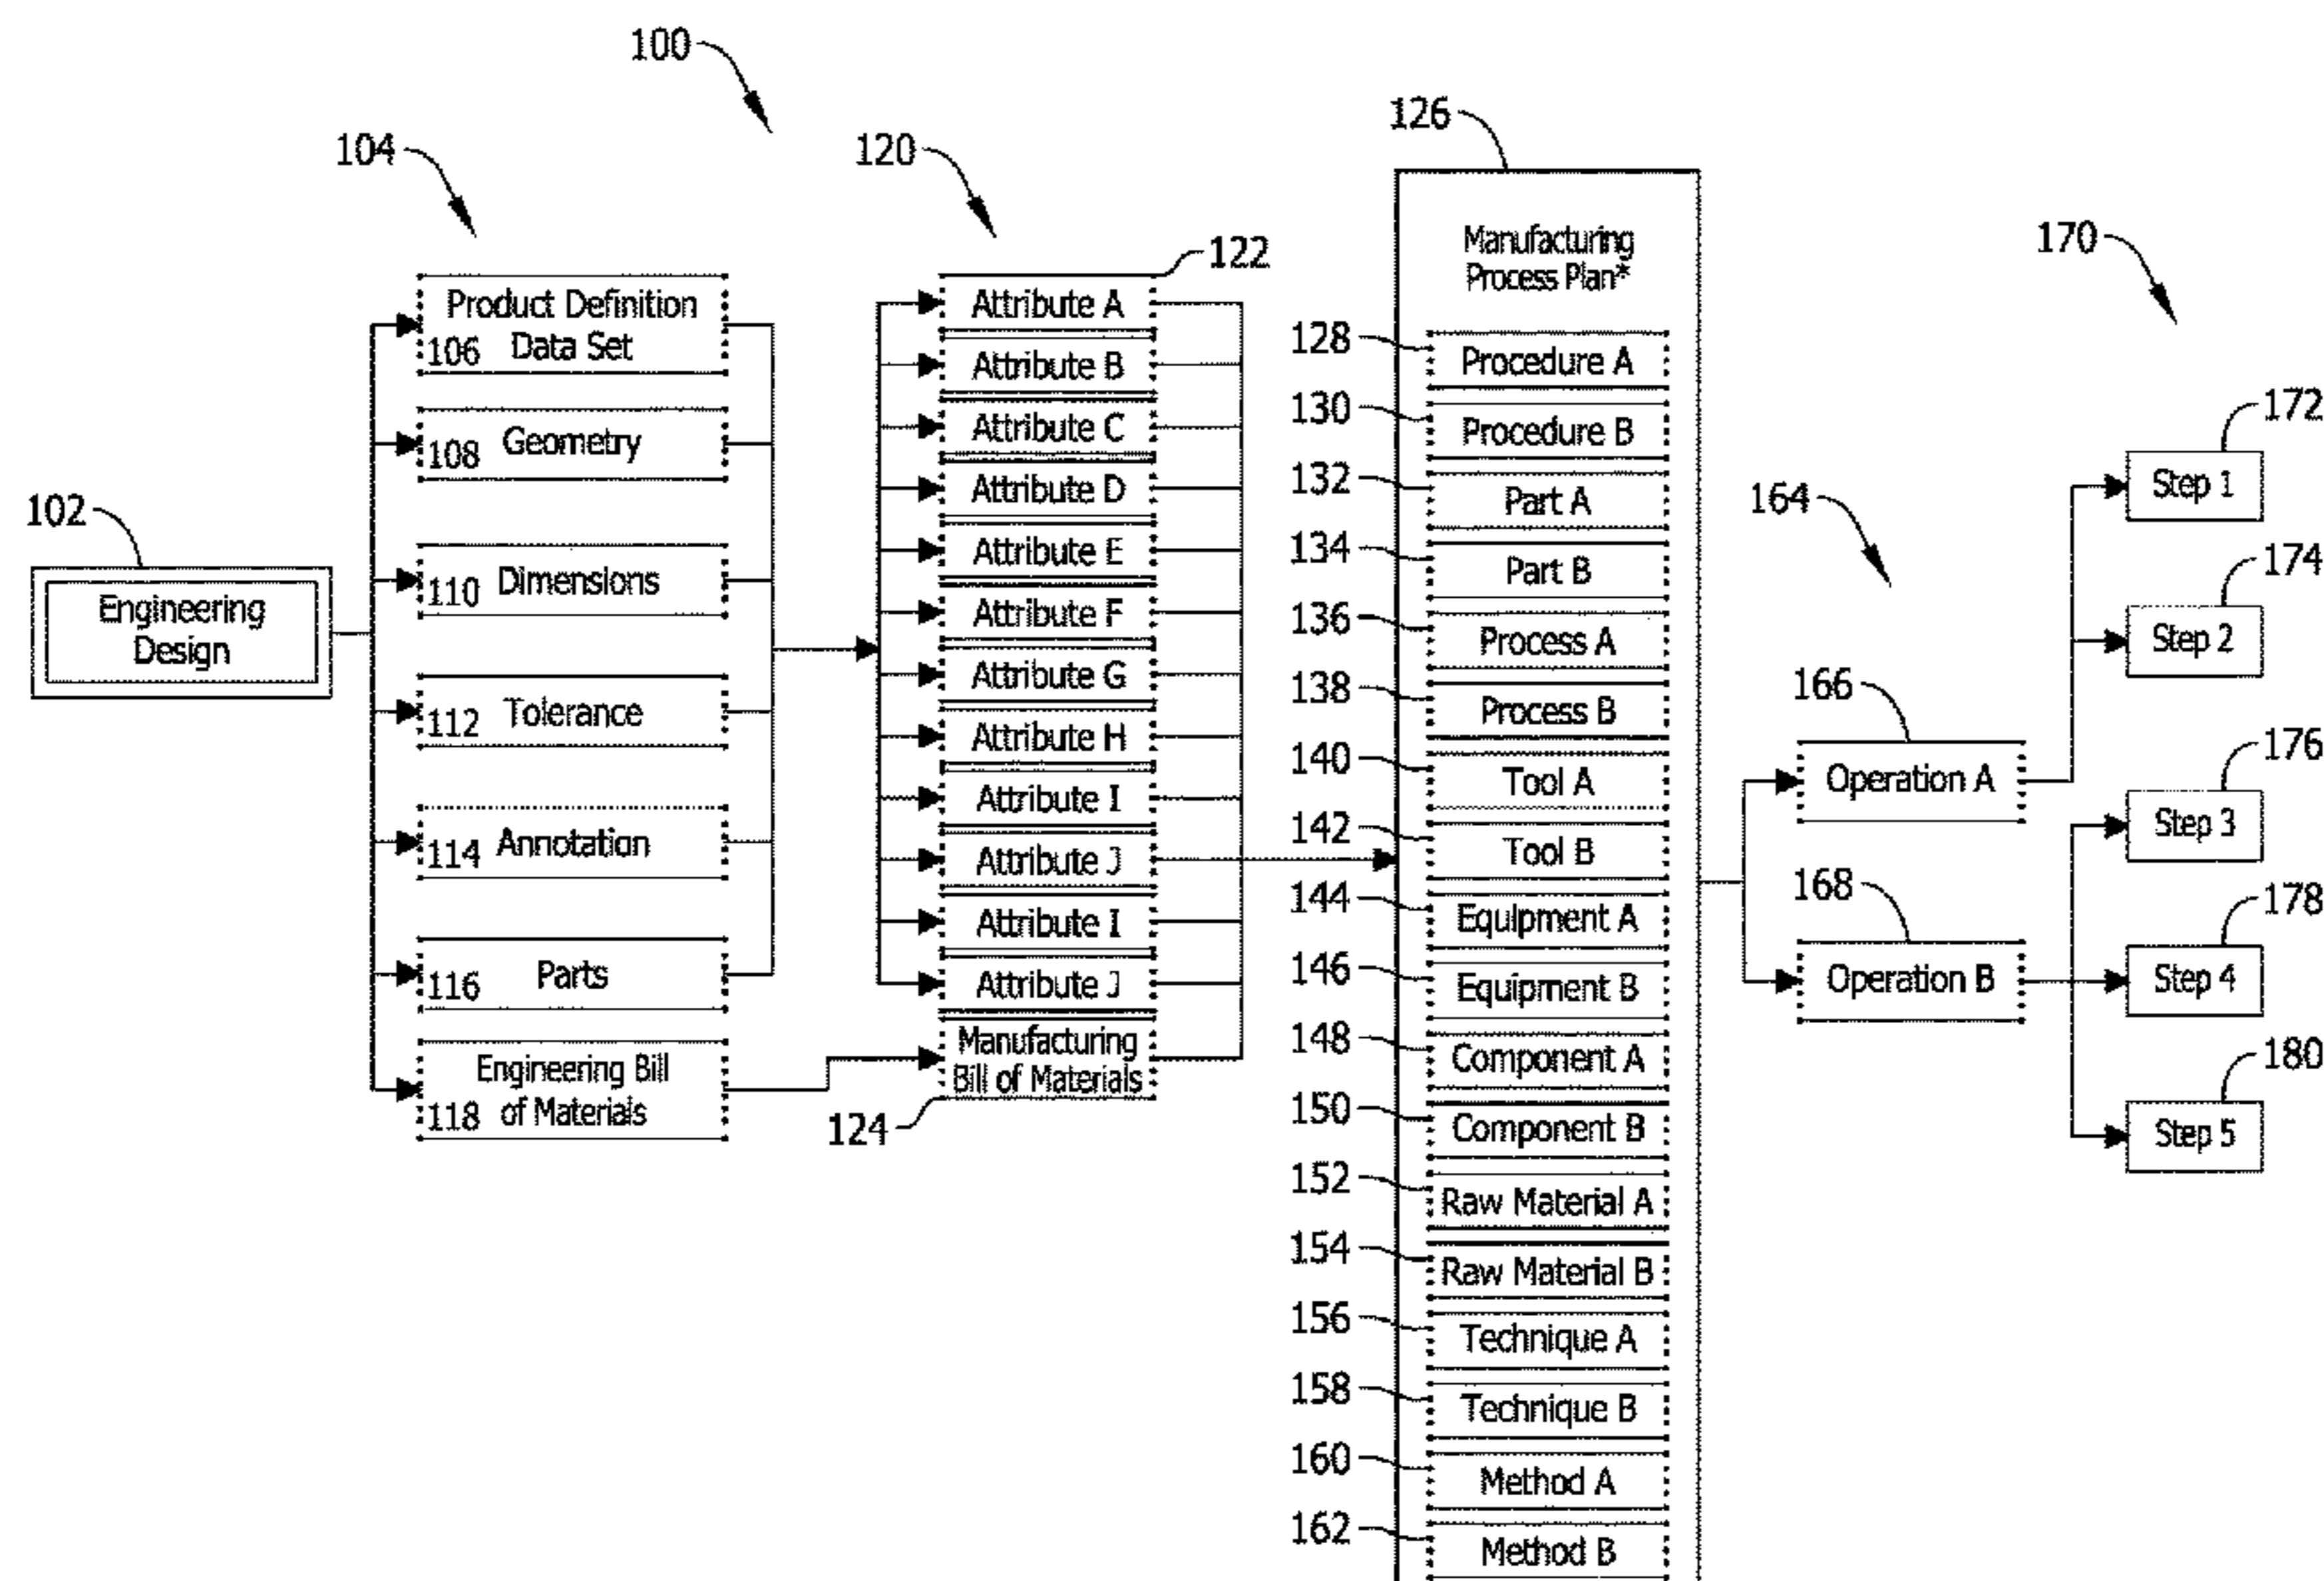 100
104
120
126
102
Engineering
Design
Product Definition
106 Data Set
108 Geometry
110 Dimensions
112 Tolerance
114 Annotation
116 Parts
Engineering Bill
118 of Materials
122
Attribute A
Attribute B
Attribute C
Attribute D
Attribute E
Attribute F
Attribute G
Attribute H
Attribute I
Attribute J
Attribute I
Attribute J
Manufacturing
Bill of Materials
124
Manufacturing
Process Plan*
128 Procedure A
130 Procedure B
132 Part A
134 Part B
136 Process A
138 Process B
140 Tool A
142 Tool B
144 Equipment A
146 Equipment B
148 Component A
150 Component B
152 Raw Material A
154 Raw Material B
156 Technique A
158 Technique B
160 Method A
162 Method B
164
166
Operation A
168
Operation B
170
172
Step 1
174
Step 2
176
Step 3
178
Step 4
180
Step 5